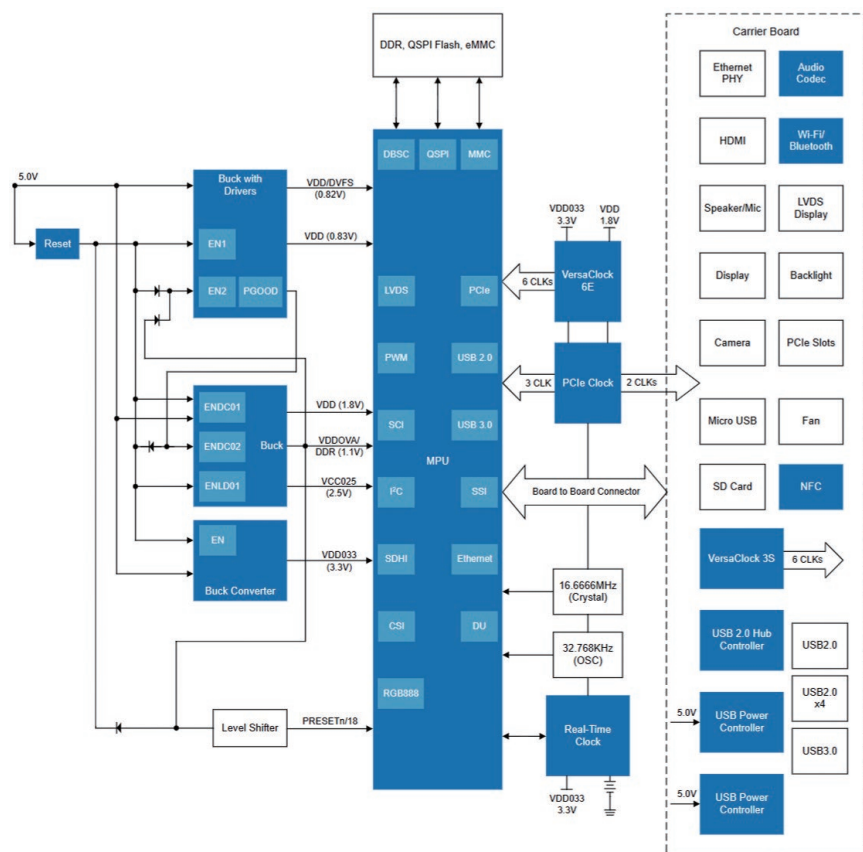 DDR, QSPI Flash, eMMC
DBSC
QSPI
MMC
5.0V
Reset
Buck with
Drivers
EN1
EN2
PGOOD
VDD/DVFS
(0.82V)
VDD (0.83V)
ENDC01
ENDC02
ENLD01
Buck
VDD (1.8V)
VDDOVA/
DDR (1.1V)
VCC025
(2.5V)
EN
Buck Converter
VDD033
(3.3V)
Level Shifter
PRESETn/18
LVDS
PCIe
PWM
USB 2.0
SCI
USB 3.0
MPU
I²C
SSI
SDHI
Ethernet
CSI
DU
RGB888
VDD033
3.3V
VDD
1.8V
6 CLKs
VersaClock
6E
3 CLK
PCIe Clock
2 CLKs
Board to Board Connector
16.6666MHz
(Crystal)
32.768KHz
(OSC)
Real-Time
Clock
VDD033
3.3V
Carrier Board
Ethernet
PHY
Audio
Codec
HDMI
Wi-Fi/
Bluetooth
Speaker/Mic
LVDS
Display
Display
Backlight
Camera
PCIe Slots
Micro USB
Fan
SD Card
NFC
VersaClock 3S
6 CLKs
USB 2.0 Hub
Controller
USB2.0
USB2.0
x4
5.0V
USB Power
Controller
USB3.0
5.0V
USB Power
Controller